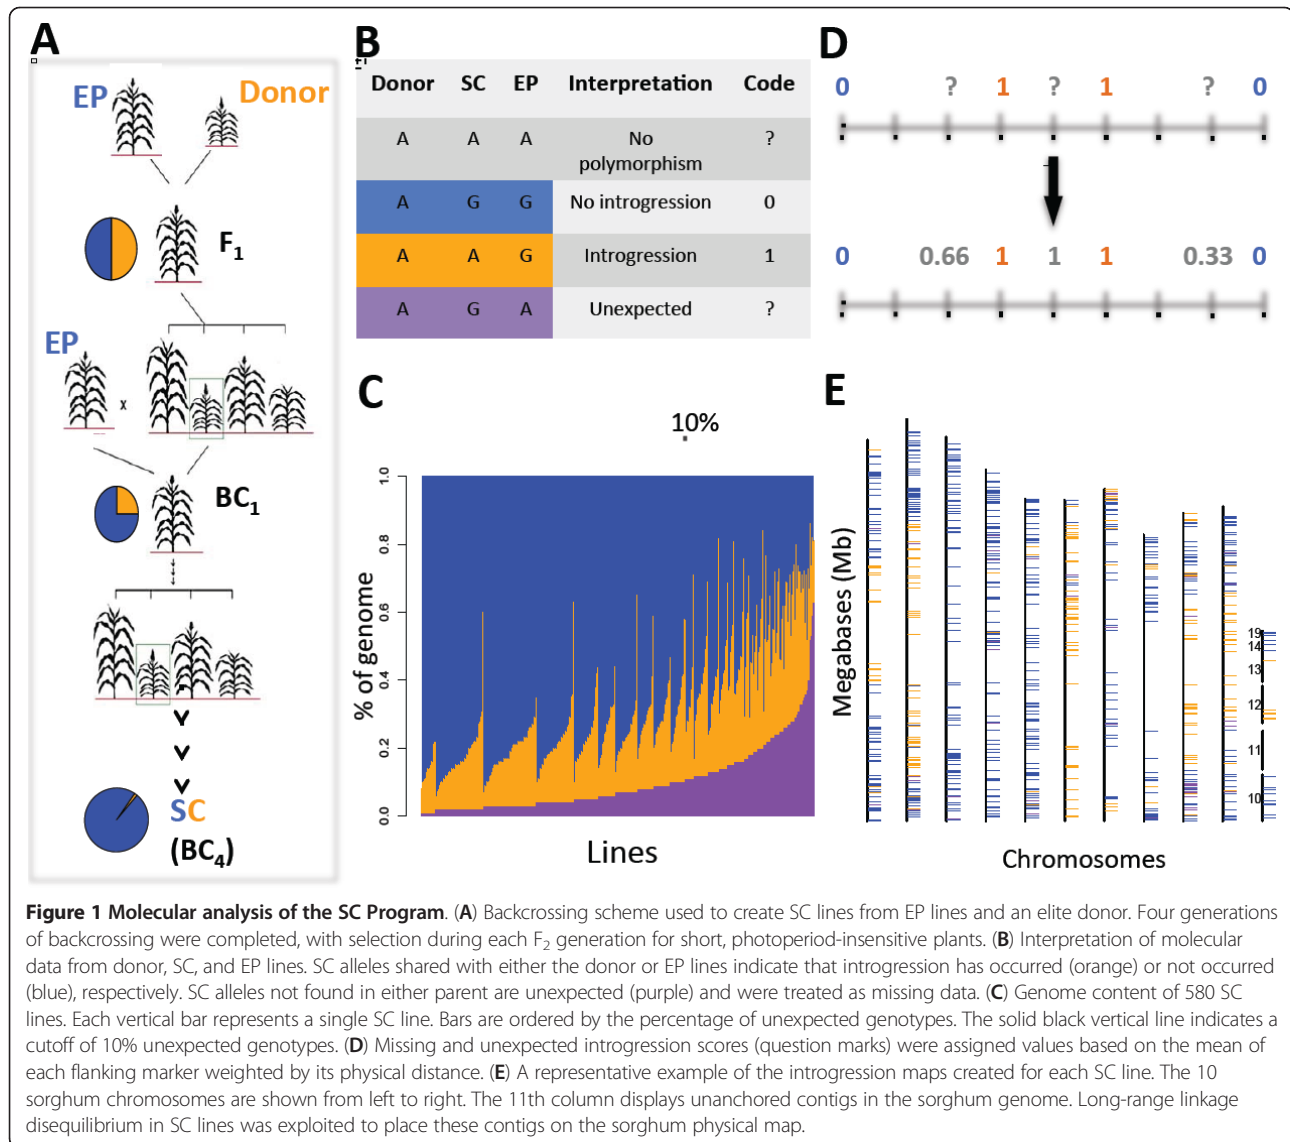 A
EP
Donor
F1
EP
x
BC1
SC
(BC4)
B
Donor SC EP Interpretation Code
A A A No polymorphism ?
A G G No introgression 0
A A G Introgression 1
A G A Unexpected ?
C
10%
% of genome
1.0
0.8
0.6
0.4
0.2
0.0
Lines
D
0 ? 1 ? 1 ? 0
0 0.66 1 1 1 0.33 0
E
Megabases (Mb)
19
14
13
12
11
10
Chromosomes
Figure 1 Molecular analysis of the SC Program. (A) Backcrossing scheme used to create SC lines from EP lines and an elite donor. Four generations
of backcrossing were completed, with selection during each F2 generation for short, photoperiod-insensitive plants. (B) Interpretation of molecular
data from donor, SC, and EP lines. SC alleles shared with either the donor or EP lines indicate that introgression has occurred (orange) or not occurred
(blue), respectively. SC alleles not found in either parent are unexpected (purple) and were treated as missing data. (C) Genome content of 580 SC
lines. Each vertical bar represents a single SC line. Bars are ordered by the percentage of unexpected genotypes. The solid black vertical line indicates a
cutoff of 10% unexpected genotypes. (D) Missing and unexpected introgression scores (question marks) were assigned values based on the mean of
each flanking marker weighted by its physical distance. (E) A representative example of the introgression maps created for each SC line. The 10
sorghum chromosomes are shown from left to right. The 11th column displays unanchored contigs in the sorghum genome. Long-range linkage
disequilibrium in SC lines was exploited to place these contigs on the sorghum physical map.